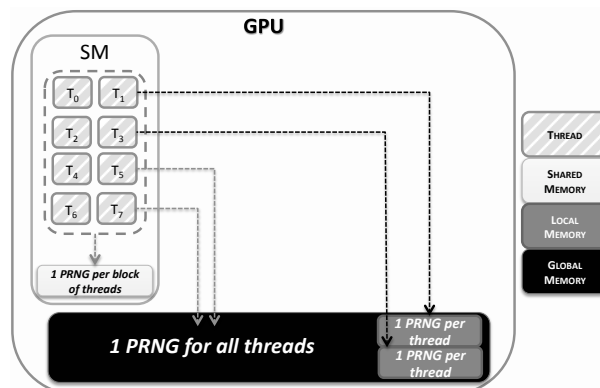 GPU
SM
T0 T1
T2 T3
T4 T5
T6 T7
1 PRNG per block
of threads
1 PRNG for all threads
1 PRNG per
thread
1 PRNG per
thread
THREAD
SHARED
MEMORY
LOCAL
MEMORY
GLOBAL
MEMORY